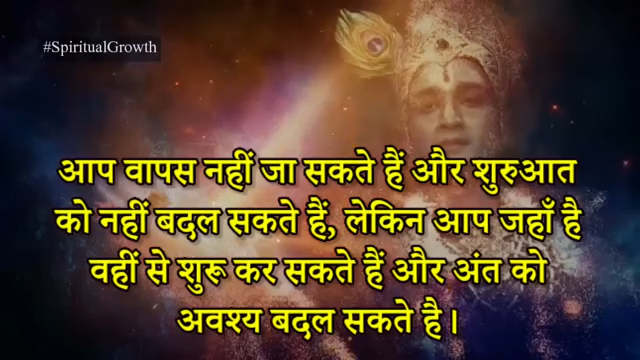 #SpiritualGrowth
आप वापस नहीं जा सकते हैं और शुरुआत
को नहीं बदल सकते हैं, लेकिन आप जहाँ है
वहीं से शुरू कर सकते हैं और अंत को
अवश्य बदल सकते है।